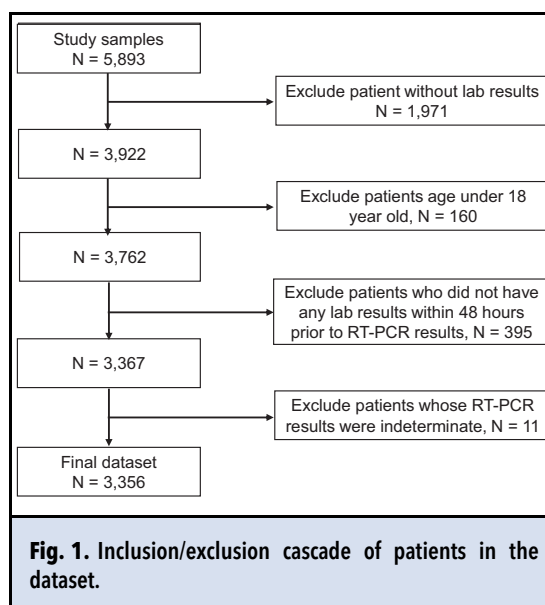 Study samples
N = 5,893
Exclude patient without lab results
N = 1,971
N = 3,922
Exclude patients age under 18
year old, N = 160
N = 3,762
Exclude patients who did not have
any lab results within 48 hours
prior to RT-PCR results, N = 395
N = 3,367
Exclude patients whose RT-PCR
results were indeterminate, N = 11
Final dataset
N = 3,356
Fig. 1. Inclusion/exclusion cascade of patients in the
dataset.